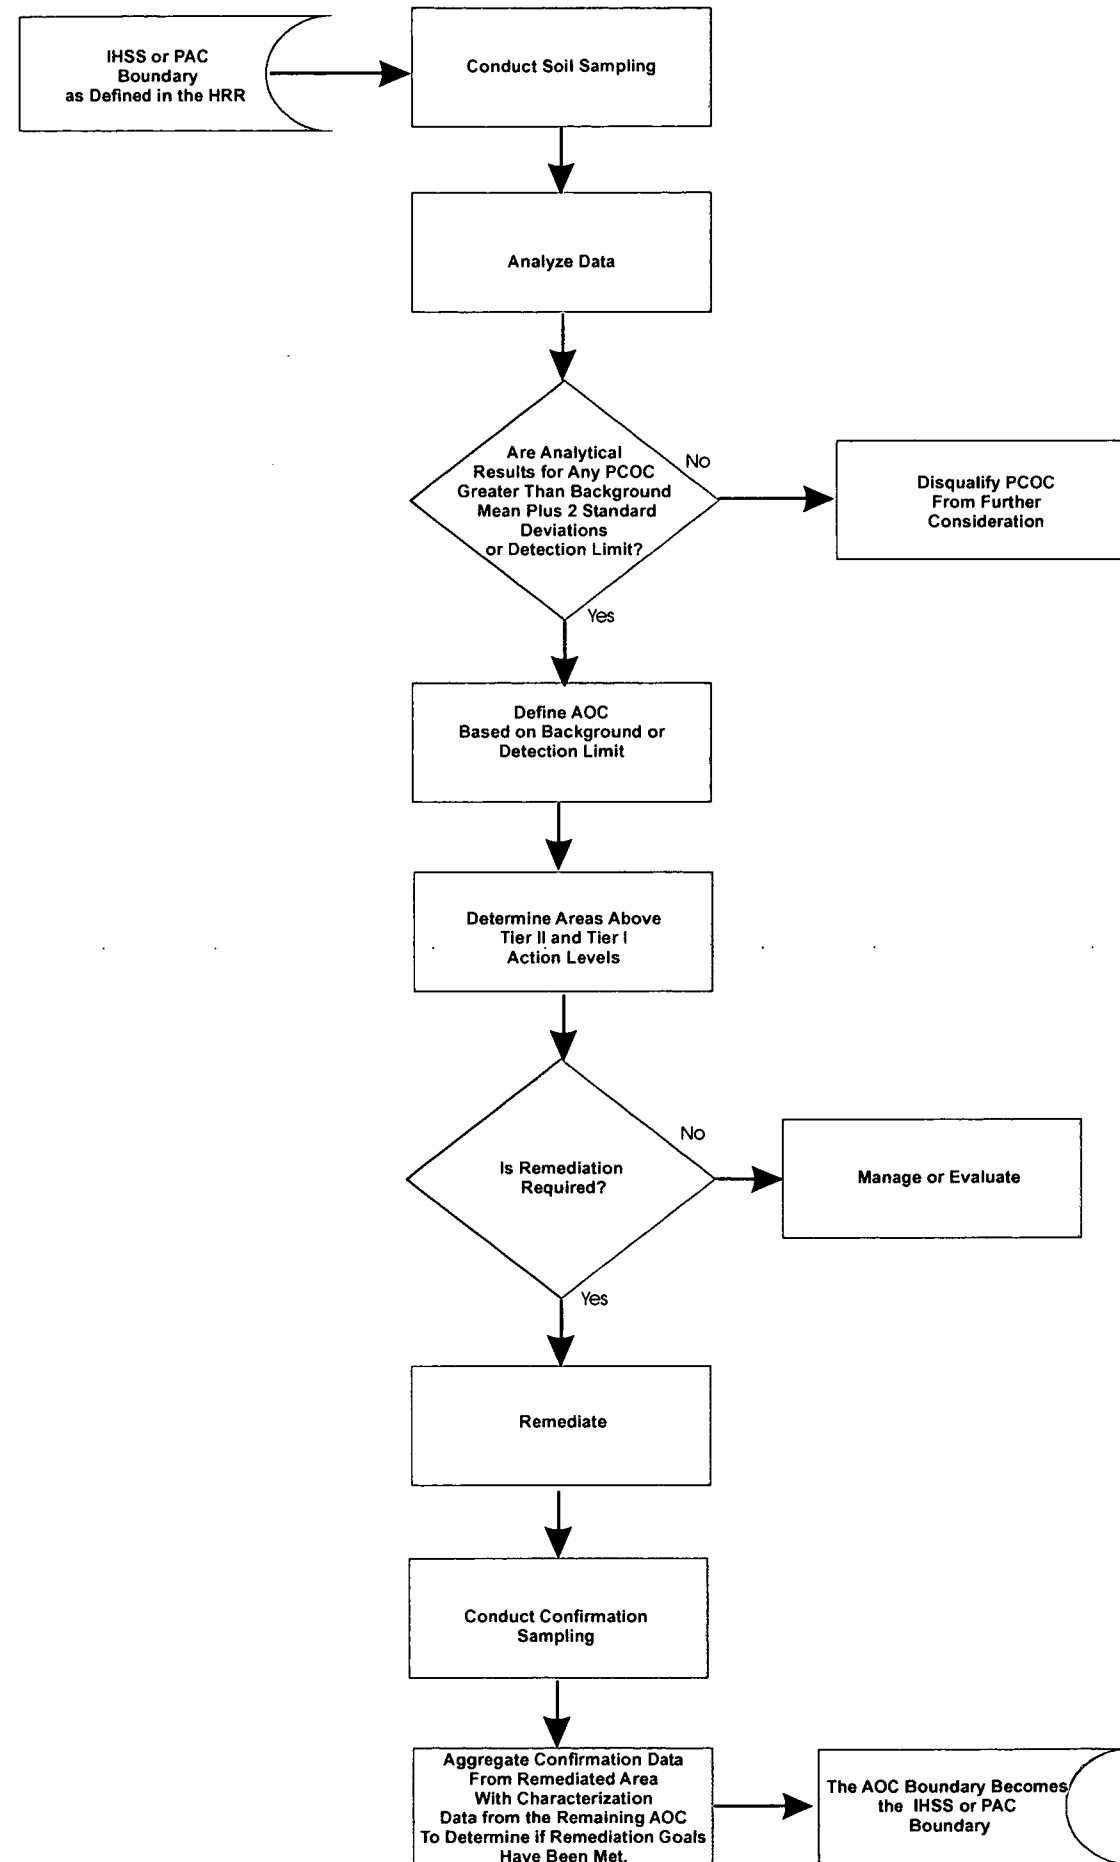 IHSS or PAC
Boundary
as Defined in the HRR
Conduct Soil Sampling
Analyze Data
Are Analytical
Results for Any PCOC
Greater Than Background
Mean Plus 2 Standard
Deviations
or Detection Limit?
No
Disqualify PCOC
From Further
Consideration
Yes
Define AOC
Based on Background or
Detection Limit
Determine Areas Above
Tier II and Tier I
Action Levels
Is Remediation
Required?
No
Manage or Evaluate
Yes
Remediate
Conduct Confirmation
Sampling
Aggregate Confirmation Data
From Remediated Area
With Characterization
Data from the Remaining AOC
To Determine if Remediation Goals
Have Been Met.
The AOC Boundary Becomes
the IHSS or PAC
Boundary